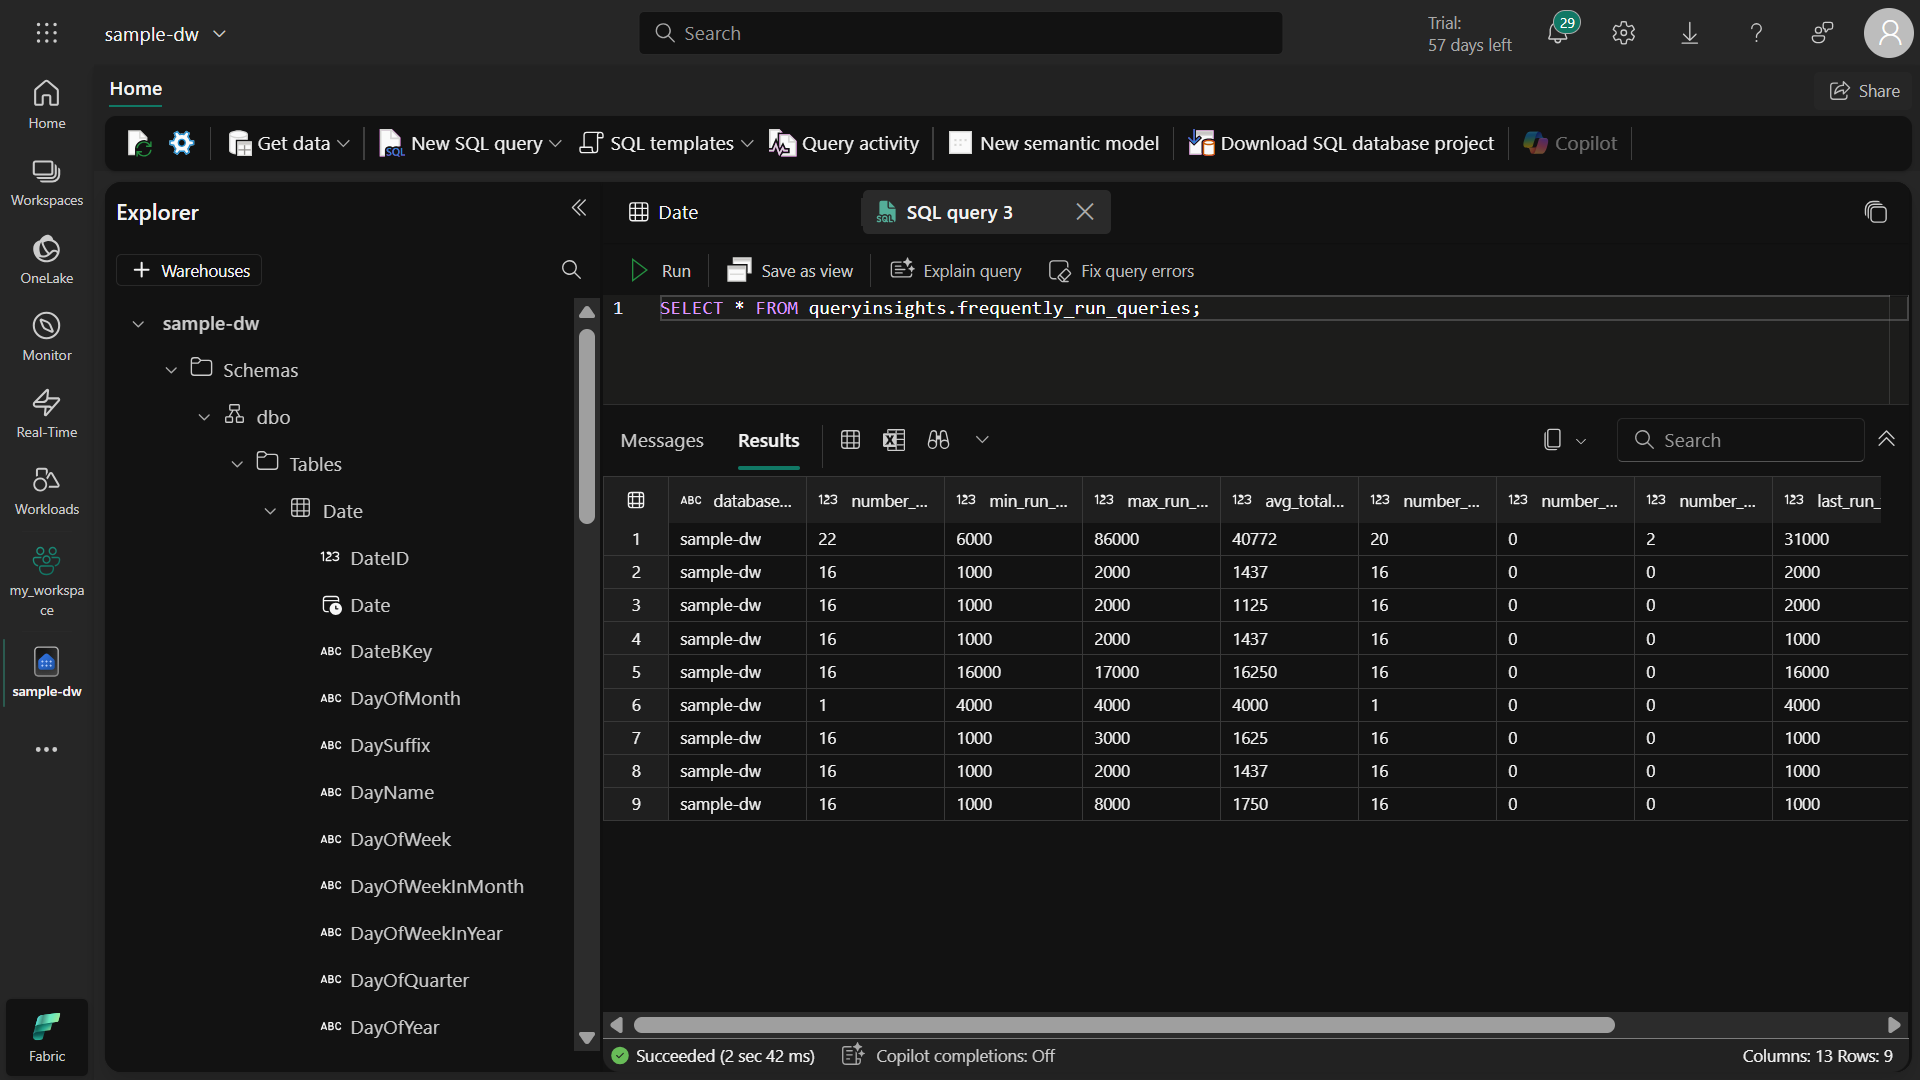 sample-dw
Search
Trial:
57 days left
29
Home
Share
Get data
New SQL query
SQL templates
Query activity
New semantic model
Download SQL database project
Copilot
Home
Workspaces
OneLake
Monitor
Real-Time
Workloads
my_workspa
ce
sample-dw
Fabric
Explorer
Warehouses
sample-dw
Schemas
dbo
Tables
Date
123 DateID
Date
ABC DateBKey
ABC DayOfMonth
ABC DaySuffix
ABC DayName
ABC DayOfWeek
ABC DayOfWeekInMonth
ABC DayOfWeekInYear
ABC DayOfQuarter
ABC DayOfYear
Date
SQL SQL query 3
Run
Save as view
Explain query
Fix query errors
1 SELECT * FROM queryinsights.frequently_run_queries;
Messages
Results
Search
ABC database... 123 number_... 123 min_run_... 123 max_run_... 123 avg_total... 123 number_... 123 number_... 123 number_... 123 last_run_
1 sample-dw 22 6000 86000 40772 20 0 2 31000
2 sample-dw 16 1000 2000 1437 16 0 0 2000
3 sample-dw 16 1000 2000 1125 16 0 0 2000
4 sample-dw 16 1000 2000 1437 16 0 0 1000
5 sample-dw 16 16000 17000 16250 16 0 0 16000
6 sample-dw 1 4000 4000 4000 1 0 0 4000
7 sample-dw 16 1000 3000 1625 16 0 0 1000
8 sample-dw 16 1000 2000 1437 16 0 0 1000
9 sample-dw 16 1000 8000 1750 16 0 0 1000
Succeeded (2 sec 42 ms)
Copilot completions: Off
Columns: 13 Rows: 9